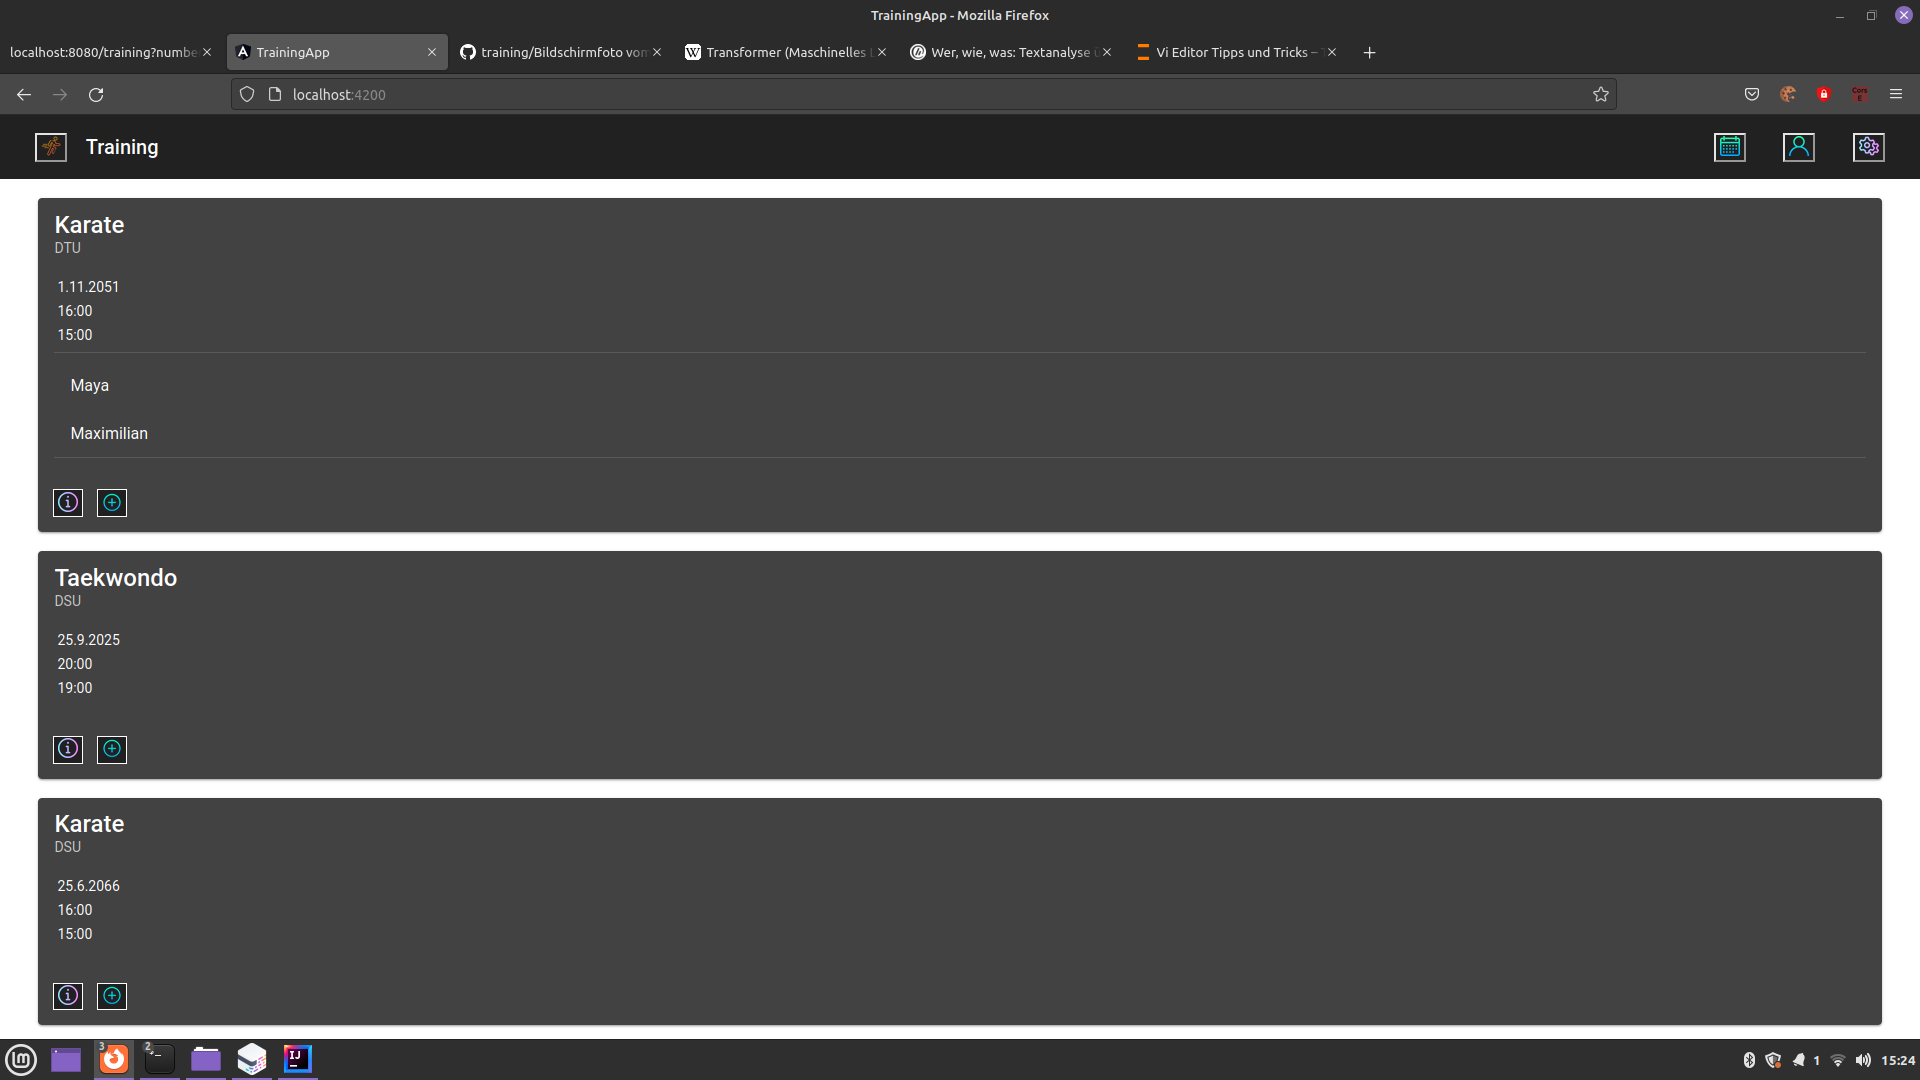 TrainingApp - Mozilla Firefox
localhost:8080/training?numbe
TrainingApp
training/Bildschirmfoto von
Transformer (Maschinelles L
Wer, wie, was: Textanalyse ü
Vi Editor Tipps und Tricks – T
localhost:4200
Cors
E
Training
Karate
DTU
1.11.2051
16:00
15:00
Maya
Maximilian
Taekwondo
DSU
25.9.2025
20:00
19:00
Karate
DSU
25.6.2066
16:00
15:00
3
2
IJ
1
15:24